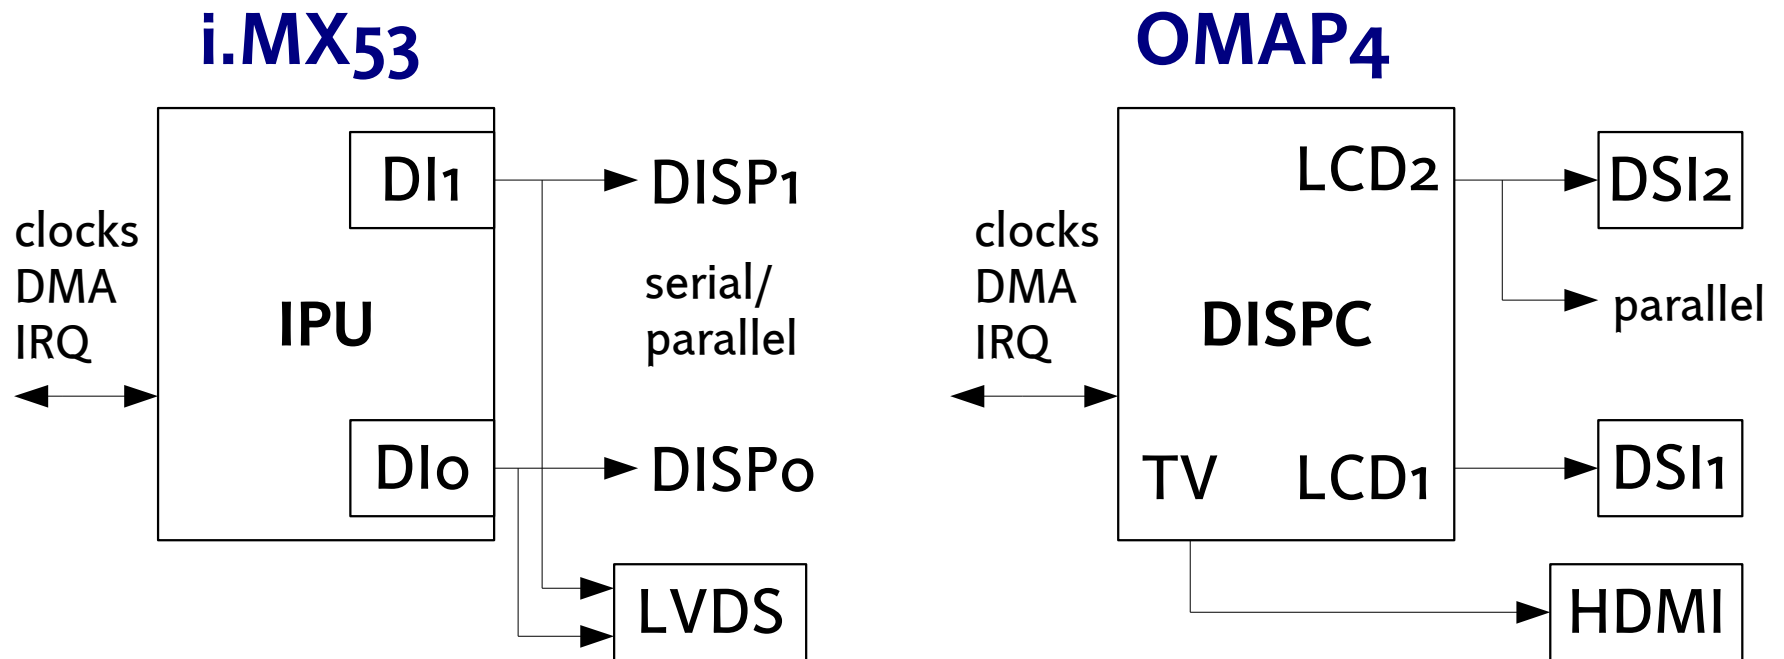 i.MX53
DI1
DISP1
clocks
DMA
IRQ
IPU
serial/
parallel
DI0
DISP0
LVDS
OMAP4
LCD2
DSI2
clocks
DMA
IRQ
DISPC
parallel
TV
LCD1
DSI1
HDMI